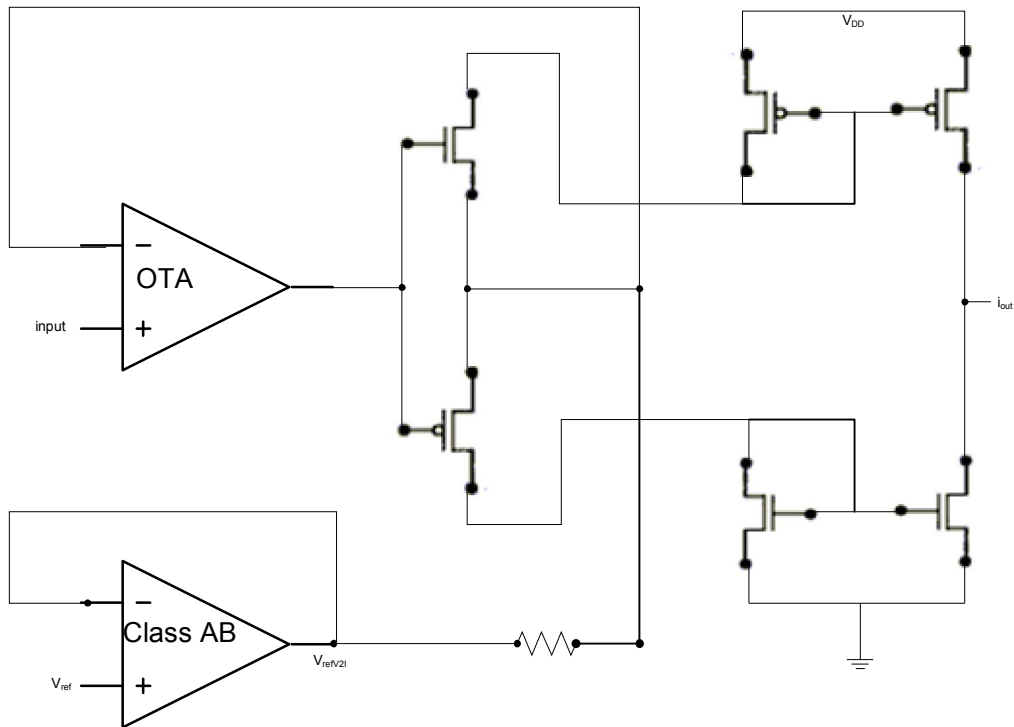 VDD
−
OTA
input
+
iout
−
Class AB
VrefV2I
Vref
+